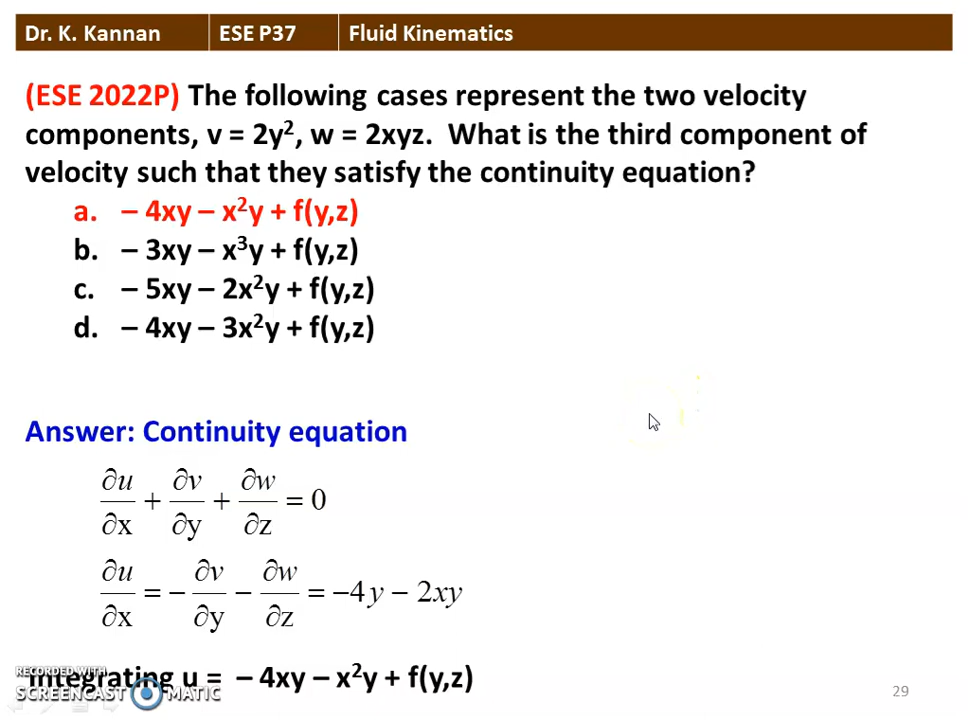 Dr. K. Kannan ESE P37 Fluid Kinematics
(ESE 2022P) The following cases represent the two velocity
components, v = 2y², w = 2xyz. What is the third component of
velocity such that they satisfy the continuity equation?
a. – 4xy – x²y + f(y,z)
b. – 3xy – x³y + f(y,z)
c. – 5xy – 2x²y + f(y,z)
d. – 4xy – 3x²y + f(y,z)
Answer: Continuity equation
∂u/∂x + ∂v/∂y + ∂w/∂z = 0
∂u/∂x = − ∂v/∂y − ∂w/∂z = −4y − 2xy
Integrating u = – 4xy – x²y + f(y,z)
RECORDED WITH
SCREENCAST MATIC
29